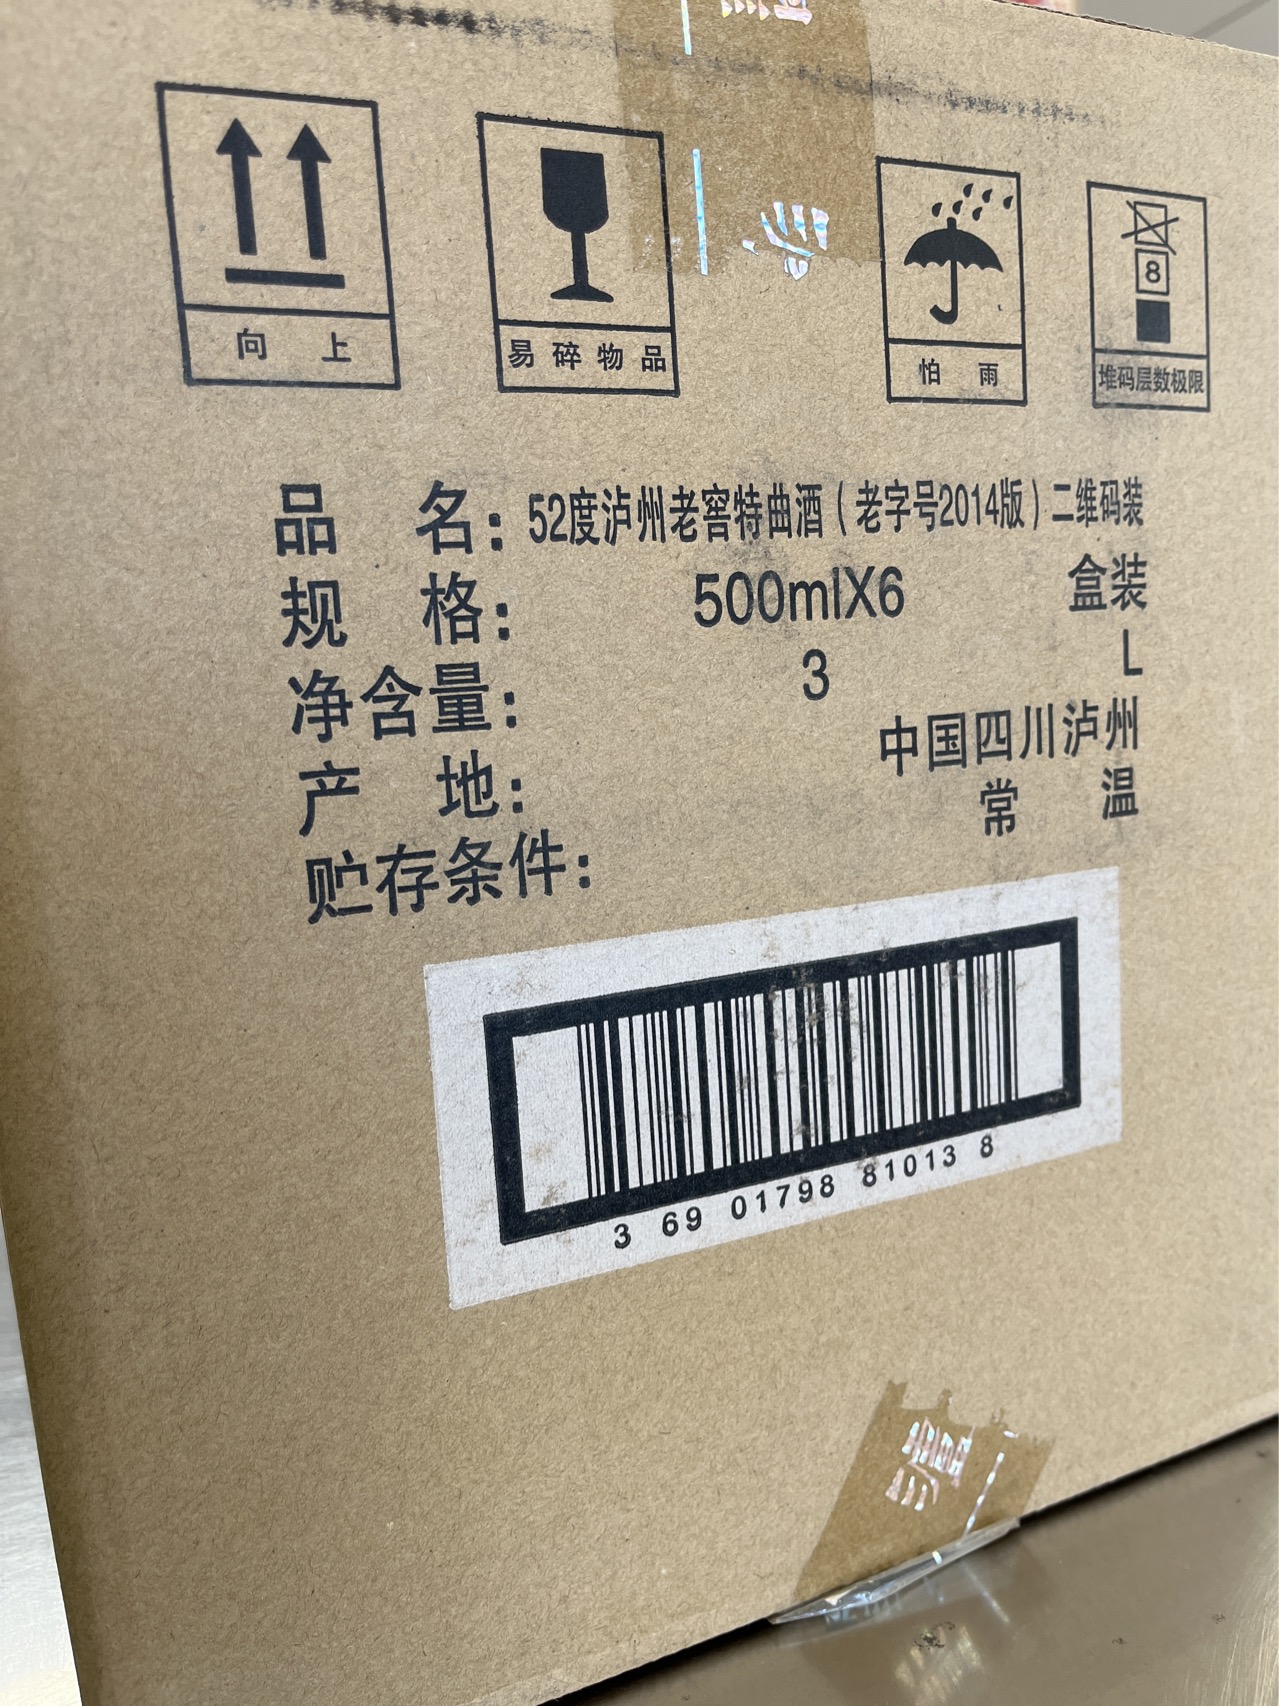 向 上
易碎物品
怕 雨
8
堆码层数极限
品 名：52度泸州老窖特曲酒（老字号2014版）二维码装
规 格：500mlX6 盒装
净含量：3 L
产 地：中国四川泸州
贮存条件：常 温
3 69 01798 81013 8